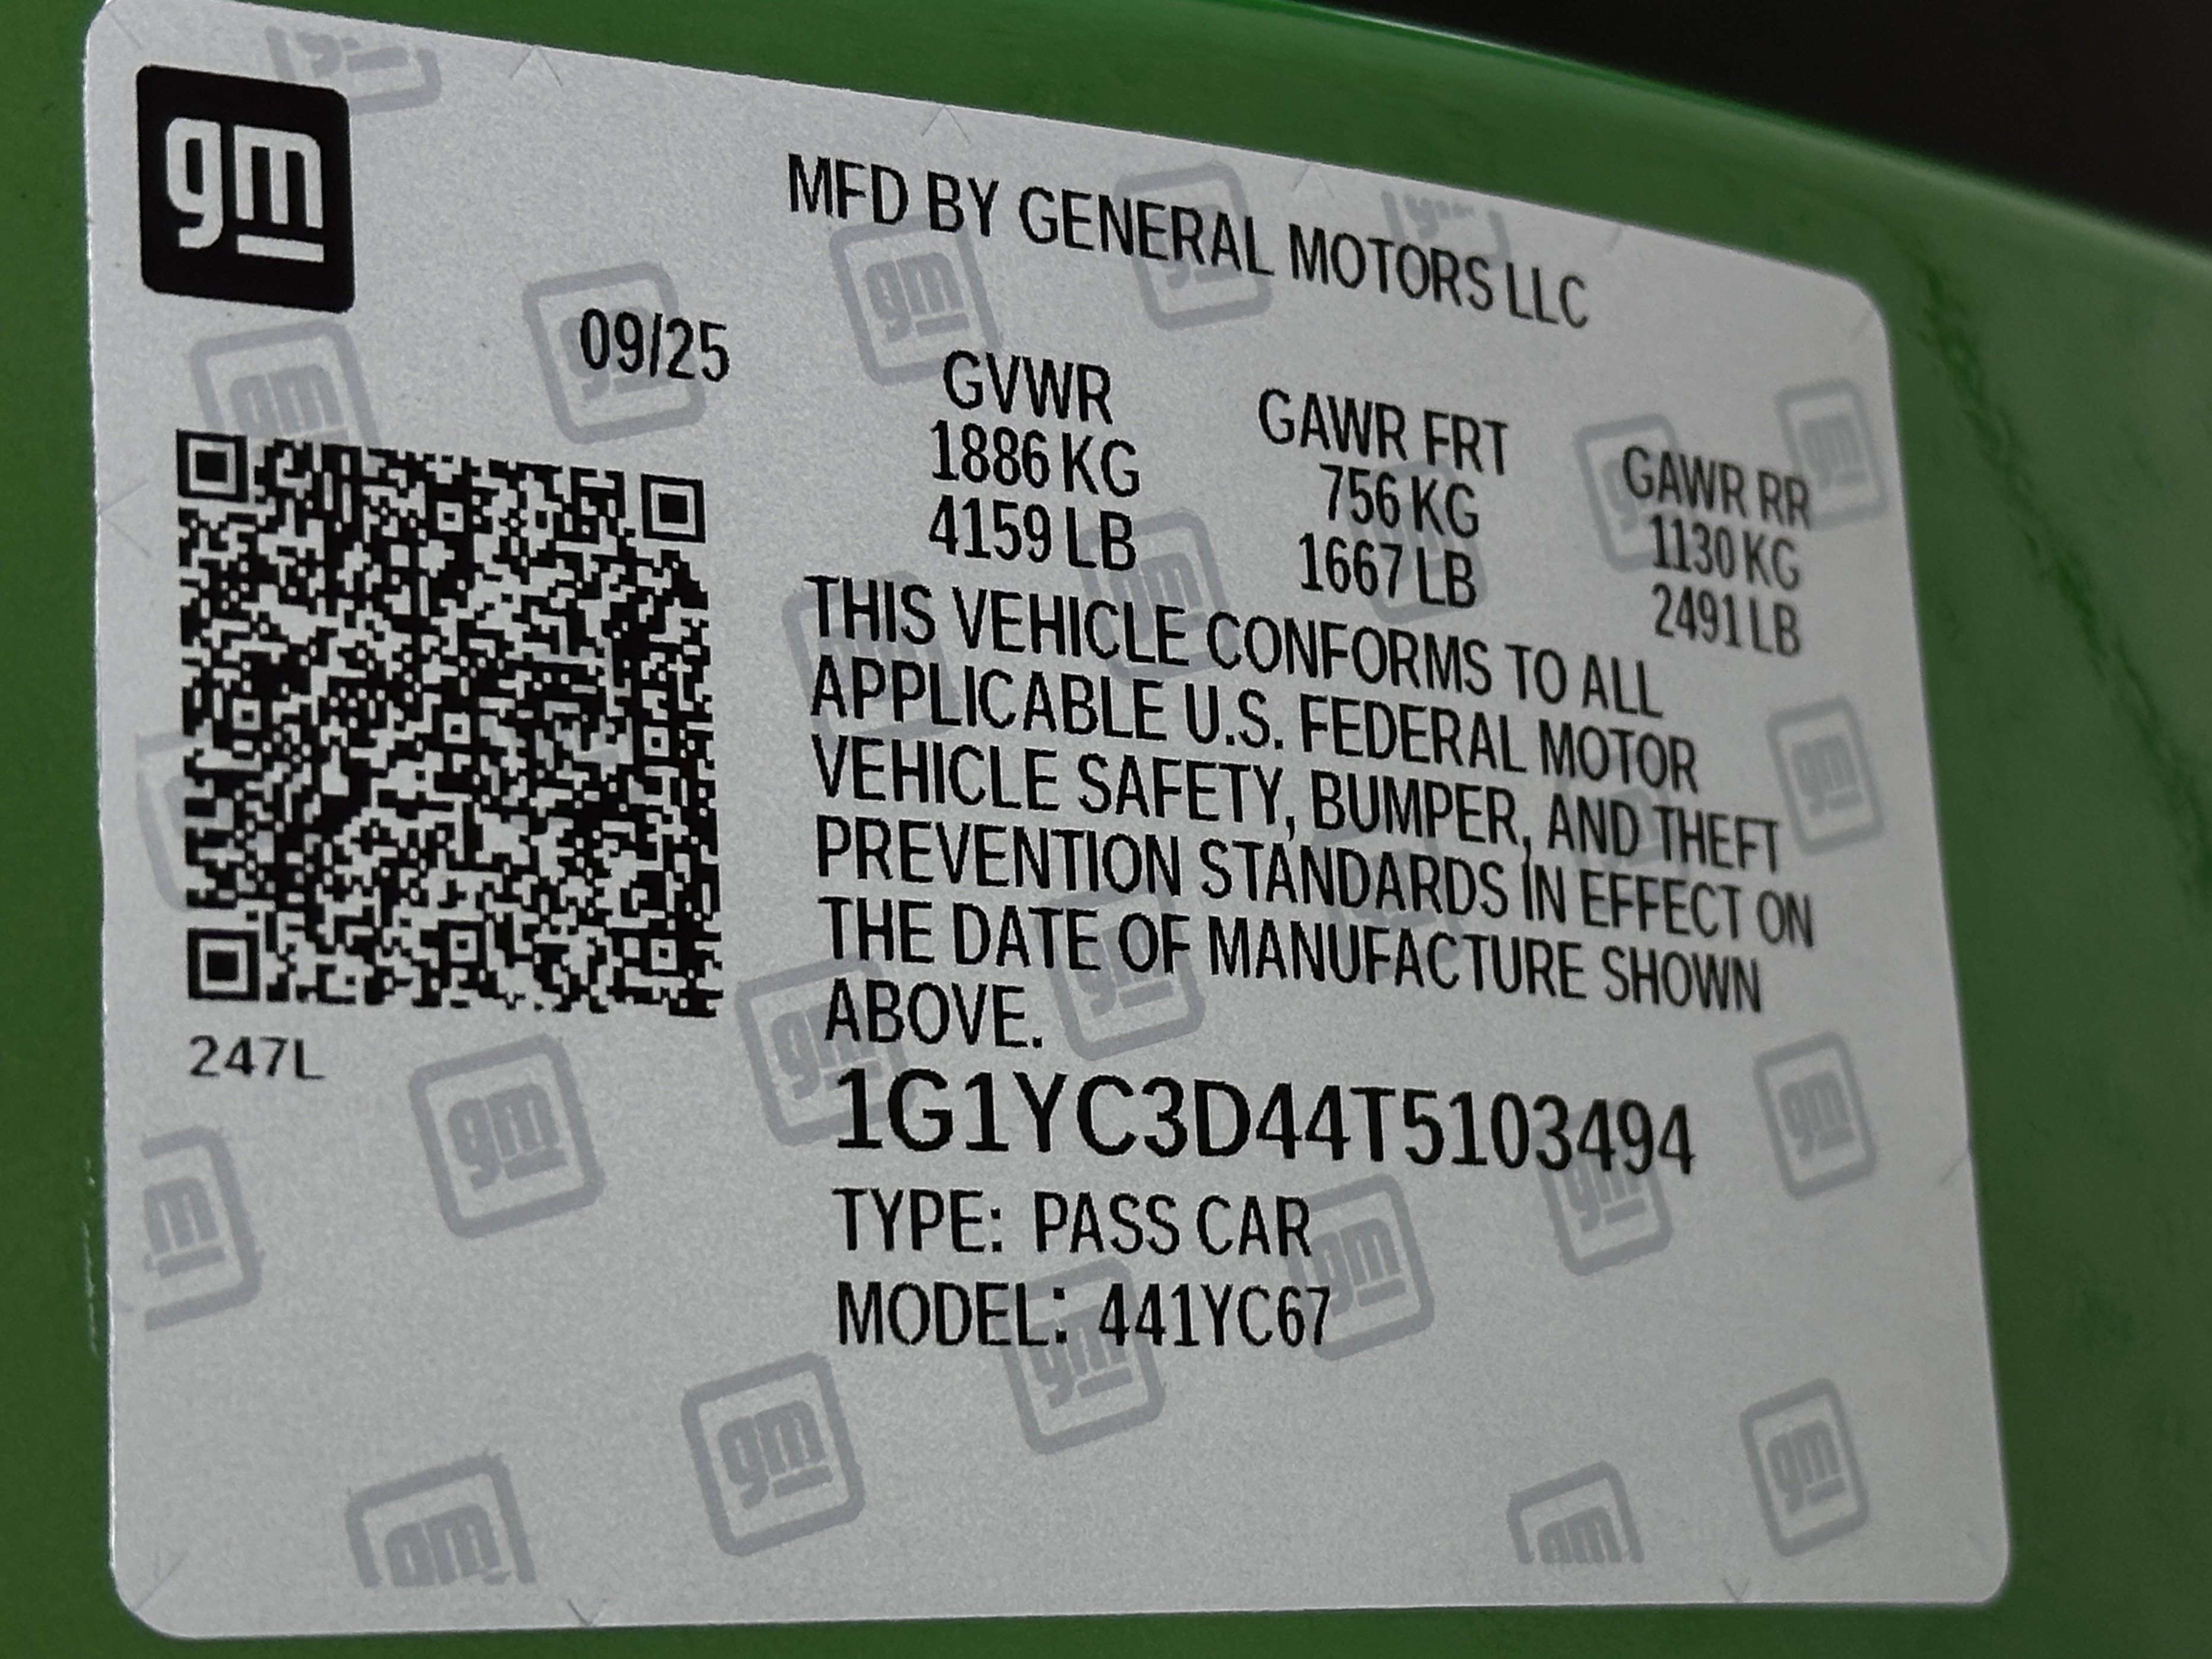 gm
MFD BY GENERAL MOTORS LLC
09/25
GVWR
1886 KG
4159 LB
GAWR FRT
756 KG
1667 LB
GAWR RR
1130 KG
2491 LB
THIS VEHICLE CONFORMS TO ALL
APPLICABLE U.S. FEDERAL MOTOR
VEHICLE SAFETY, BUMPER, AND THEFT
PREVENTION STANDARDS IN EFFECT ON
THE DATE OF MANUFACTURE SHOWN
ABOVE.
247L
1G1YC3D44T5103494
TYPE: PASS CAR
MODEL: 441YC67